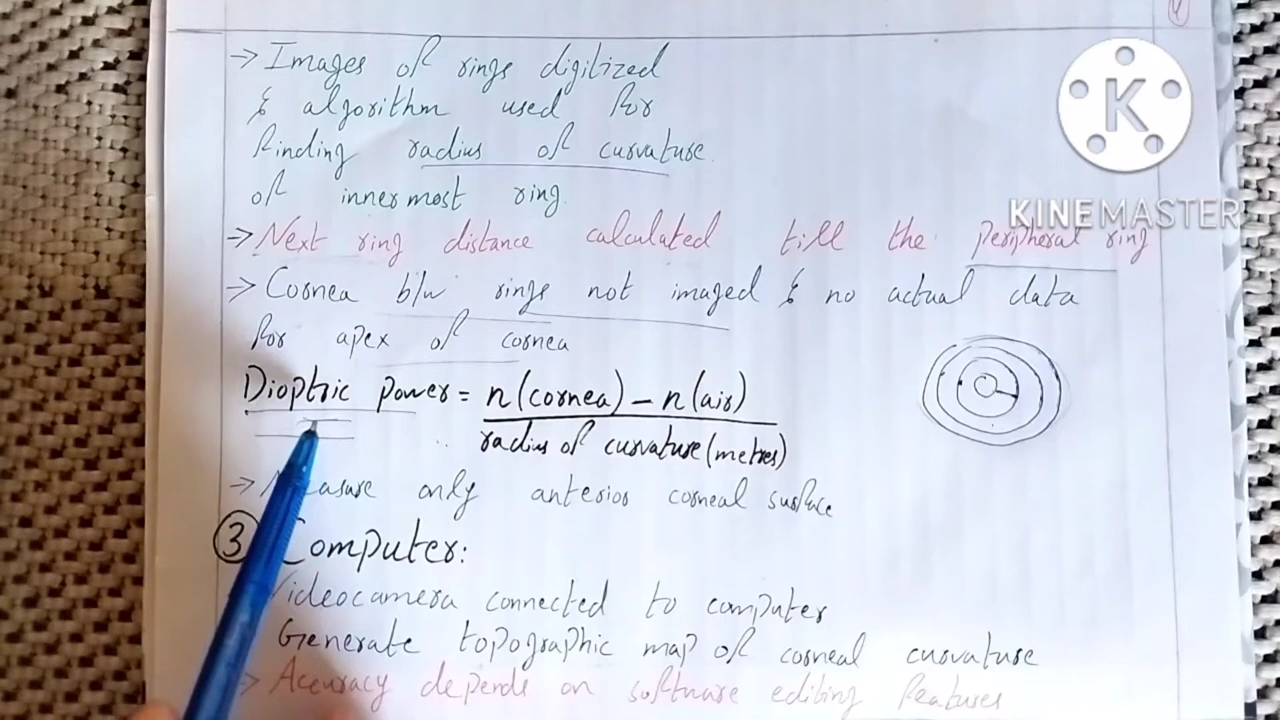 → Images of rings digitized
& algorithm used for
finding radius of curvature
of innermost ring.
→ Next ring distance calculated till the peripheral ring
→ Cornea b/w rings not imaged & no actual data
for apex of cornea
Dioptric power = n(cornea) - n(air)
radius of curvature (metres)
→ Measure only anterior corneal surface
③ Computer:
Videocamera connected to computer
Generate topographic map of corneal curvature
→ Accuracy depends on software editing features
K
KINEMASTER